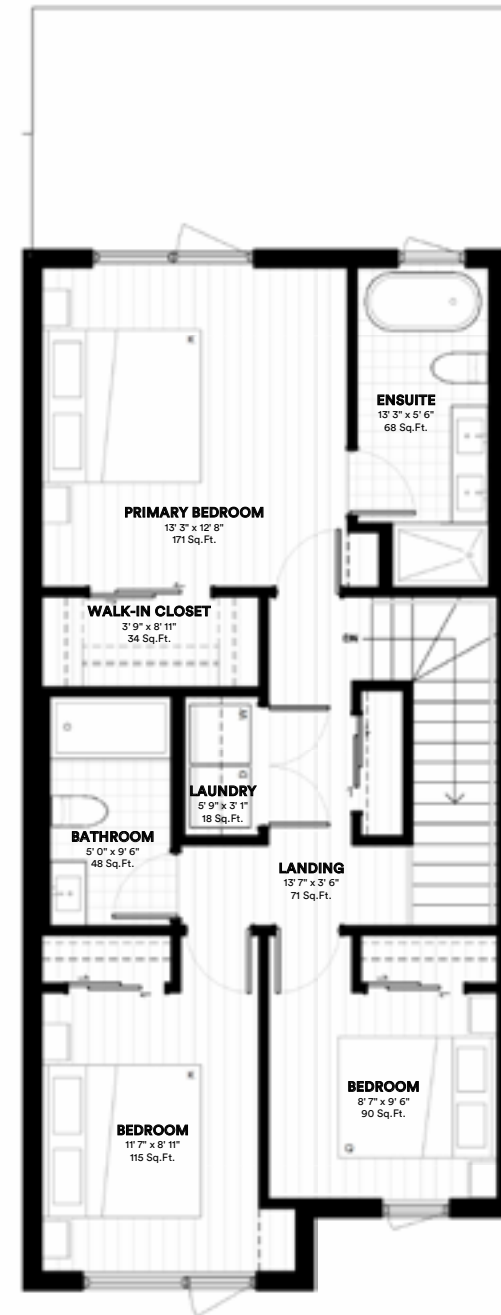 ENSUITE
13' 3" x 5' 6"
68 Sq.Ft.
K
PRIMARY BEDROOM
13' 3" x 12' 8"
171 Sq.Ft.
WALK-IN CLOSET
3' 9" x 8' 11"
34 Sq.Ft.
W
D
LAUNDRY
5' 9" x 3' 1"
18 Sq.Ft.
BATHROOM
5' 0" x 9' 6"
48 Sq.Ft.
LANDING
13' 7" x 3' 6"
71 Sq.Ft.
K
BEDROOM
8' 7" x 9' 6"
90 Sq.Ft.
BEDROOM
11' 7" x 8' 11"
115 Sq.Ft.
Q